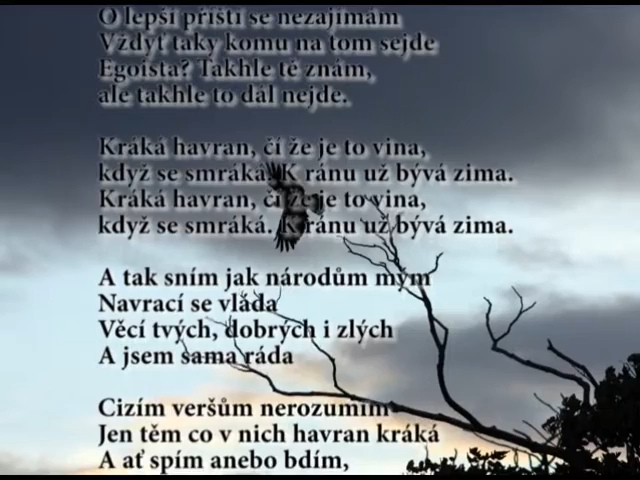 O lepší příští se nezajímám
Vždyť taky komu na tom sejde
Egoista? Takhle tě znám,
ale takhle to dál nejde.
Kráká havran, čí že je to vina,
když se smráká. K ránu už bývá zima.
Kráká havran, čí že je to vina,
když se smráká. K ránu už bývá zima.
A tak sním jak národům mým
Navrací se vláda
Věcí tvých, dobrých i zlých
A jsem sama ráda
Cizím veršům nerozumím
Jen těm co v nich havran kráká
A ať spím anebo bdím,